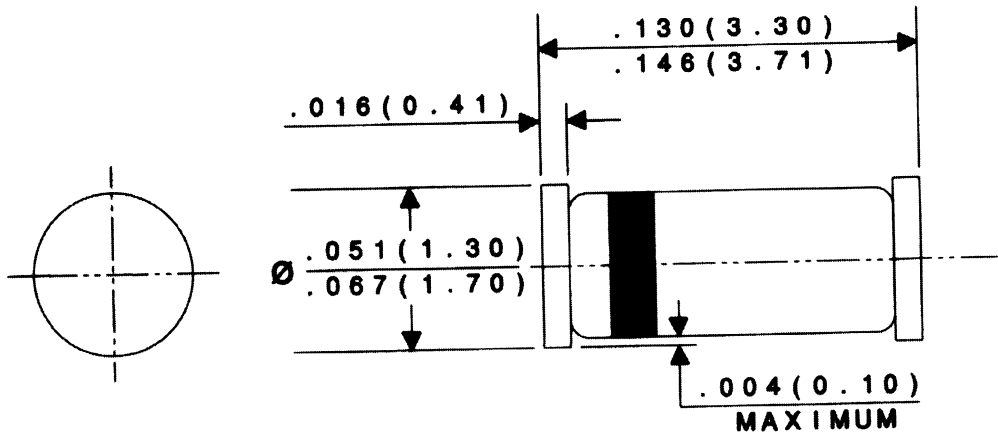 .130(3.30)
.146(3.71)
.016(0.41)
Ø .051(1.30)
.067(1.70)
.004(0.10)
MAXIMUM